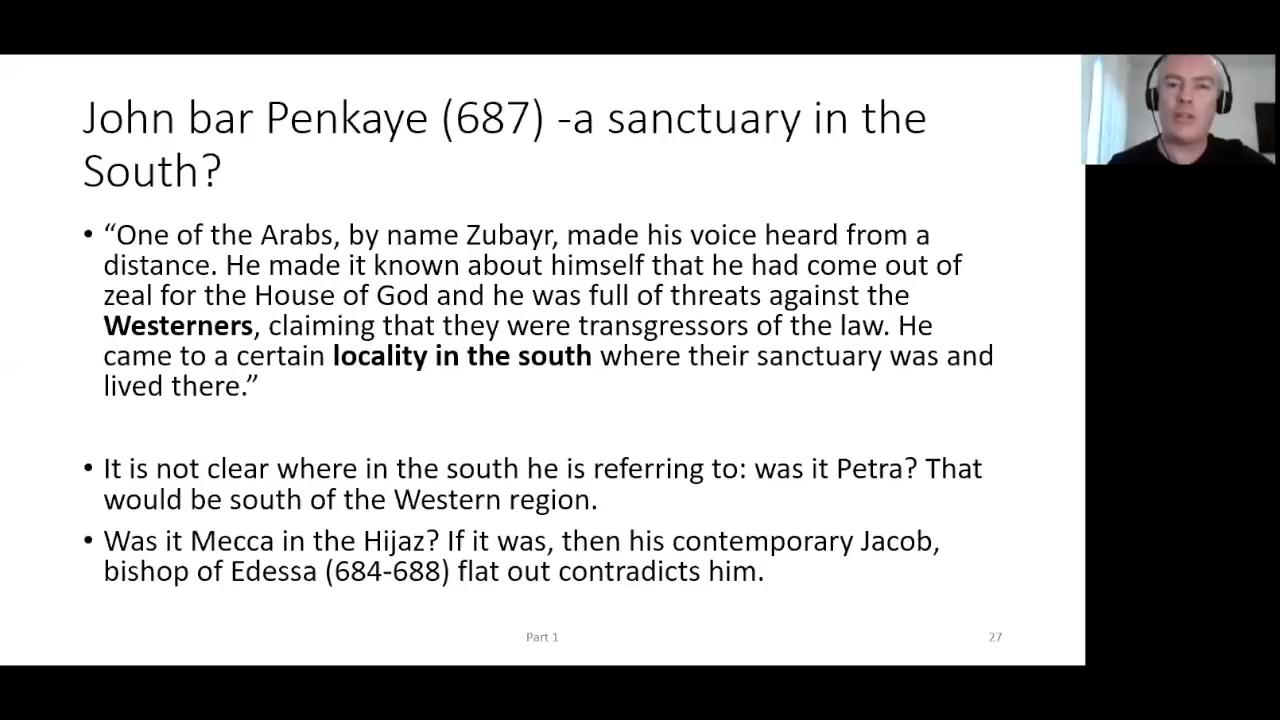 John bar Penkaye (687) -a sanctuary in the
South?
• “One of the Arabs, by name Zubayr, made his voice heard from a
distance. He made it known about himself that he had come out of
zeal for the House of God and he was full of threats against the
Westerners, claiming that they were transgressors of the law. He
came to a certain locality in the south where their sanctuary was and
lived there.”
• It is not clear where in the south he is referring to: was it Petra? That
would be south of the Western region.
• Was it Mecca in the Hijaz? If it was, then his contemporary Jacob,
bishop of Edessa (684-688) flat out contradicts him.
Part 1
27